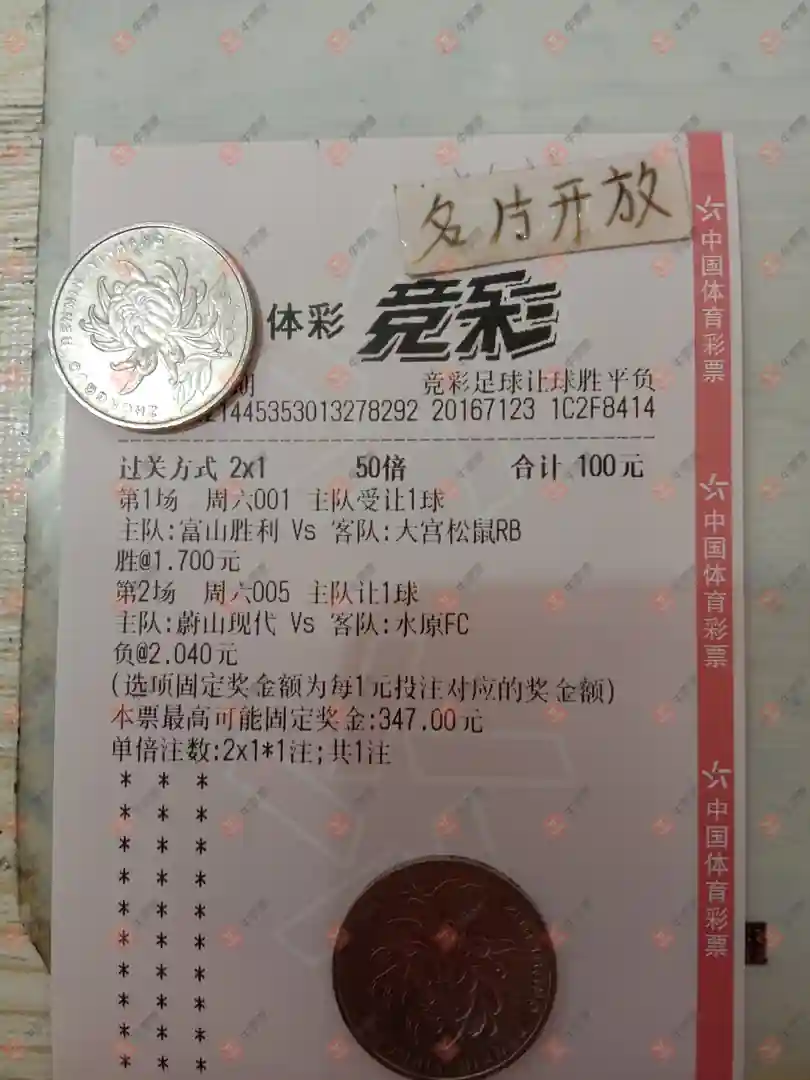 名片开放
体彩 竞彩
期 竞彩足球让球胜平负
214453530132782​92 20167123 1C2F8414
过关方式 2x1 50倍 合计 100元
第1场 周六001 主队受让1球
主队:富山胜利 Vs 客队:大宫松鼠RB
胜@1.700元
第2场 周六005 主队让1球
主队:蔚山现代 Vs 客队:水原FC
负@2.040元
(选项固定奖金额为每1元投注对应的奖金额)
本票最高可能固定奖金:347.00元
单倍注数:2x1*1注;共1注
* * *
* * *
* * *
* * *
* * *
* * *
* * *
* * *
* * *
* * *
中国体育彩票
中国体育彩票
中国体育彩票